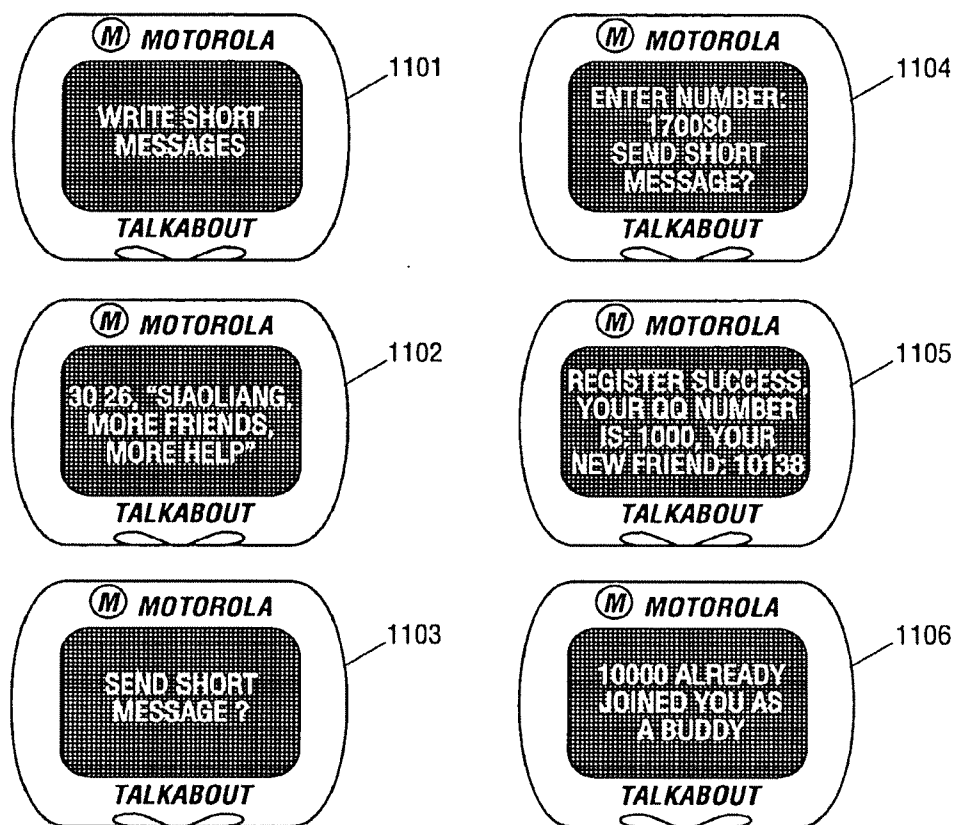 M MOTOROLA
WRITE SHORT
MESSAGES
TALKABOUT
1101
M MOTOROLA
30 26, "SIAOLIANG,
MORE FRIENDS,
MORE HELP"
TALKABOUT
1102
M MOTOROLA
SEND SHORT
MESSAGE ?
TALKABOUT
1103
M MOTOROLA
ENTER NUMBER:
170030
SEND SHORT
MESSAGE?
TALKABOUT
1104
M MOTOROLA
REGISTER SUCCESS,
YOUR QQ NUMBER
IS: 1000, YOUR
NEW FRIEND: 10138
TALKABOUT
1105
M MOTOROLA
10000 ALREADY
JOINED YOU AS
A BUDDY
TALKABOUT
1106